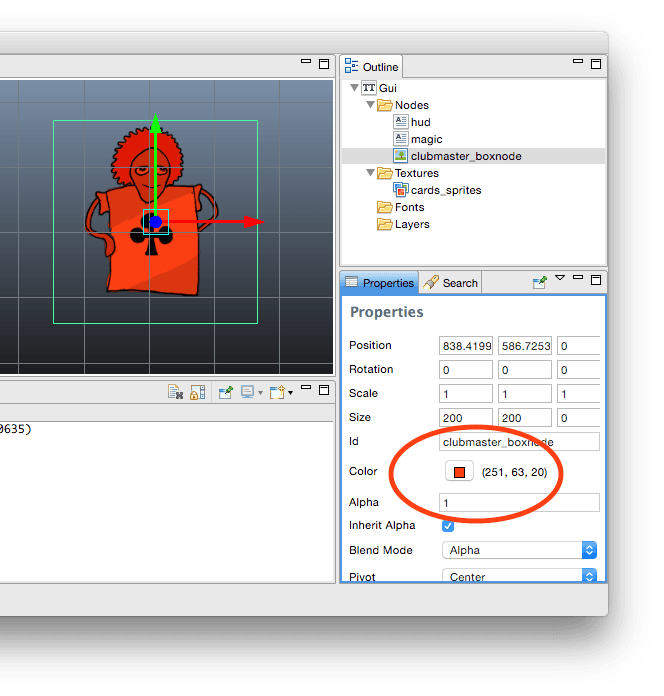 Outline
TT Gui
Nodes
A hud
A magic
clubmaster_boxnode
Textures
cards_sprites
Fonts
Layers
Properties Search
Properties
Position 838.4199 586.7253 0
Rotation 0 0 0
Scale 1 1 1
Size 200 200 0
Id clubmaster_boxnode
Color (251, 63, 20)
Alpha 1
Inherit Alpha
Blend Mode Alpha
Pivot Center
0635)